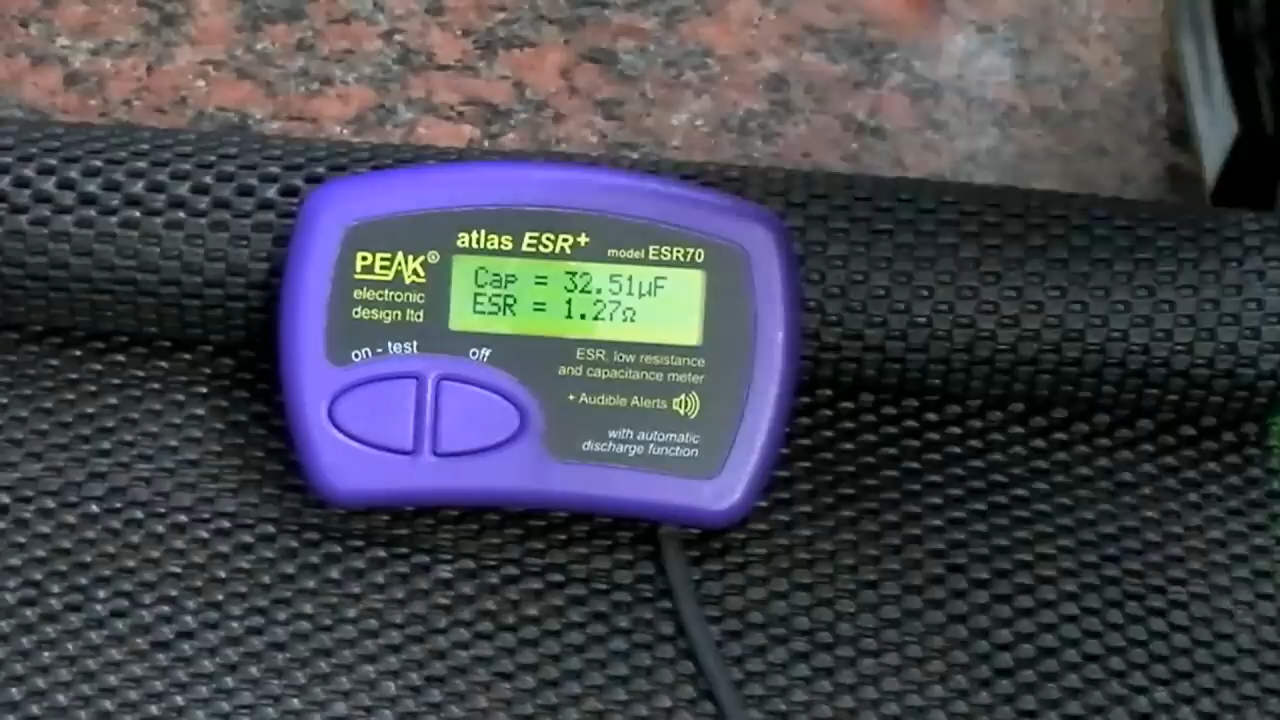 atlas ESR+
model ESR70
PEAK®
electronic
design ltd
Cap = 32.51µF
ESR = 1.27Ω
on - test
off
ESR, low resistance
and capacitance meter
+ Audible Alerts
with automatic
discharge function